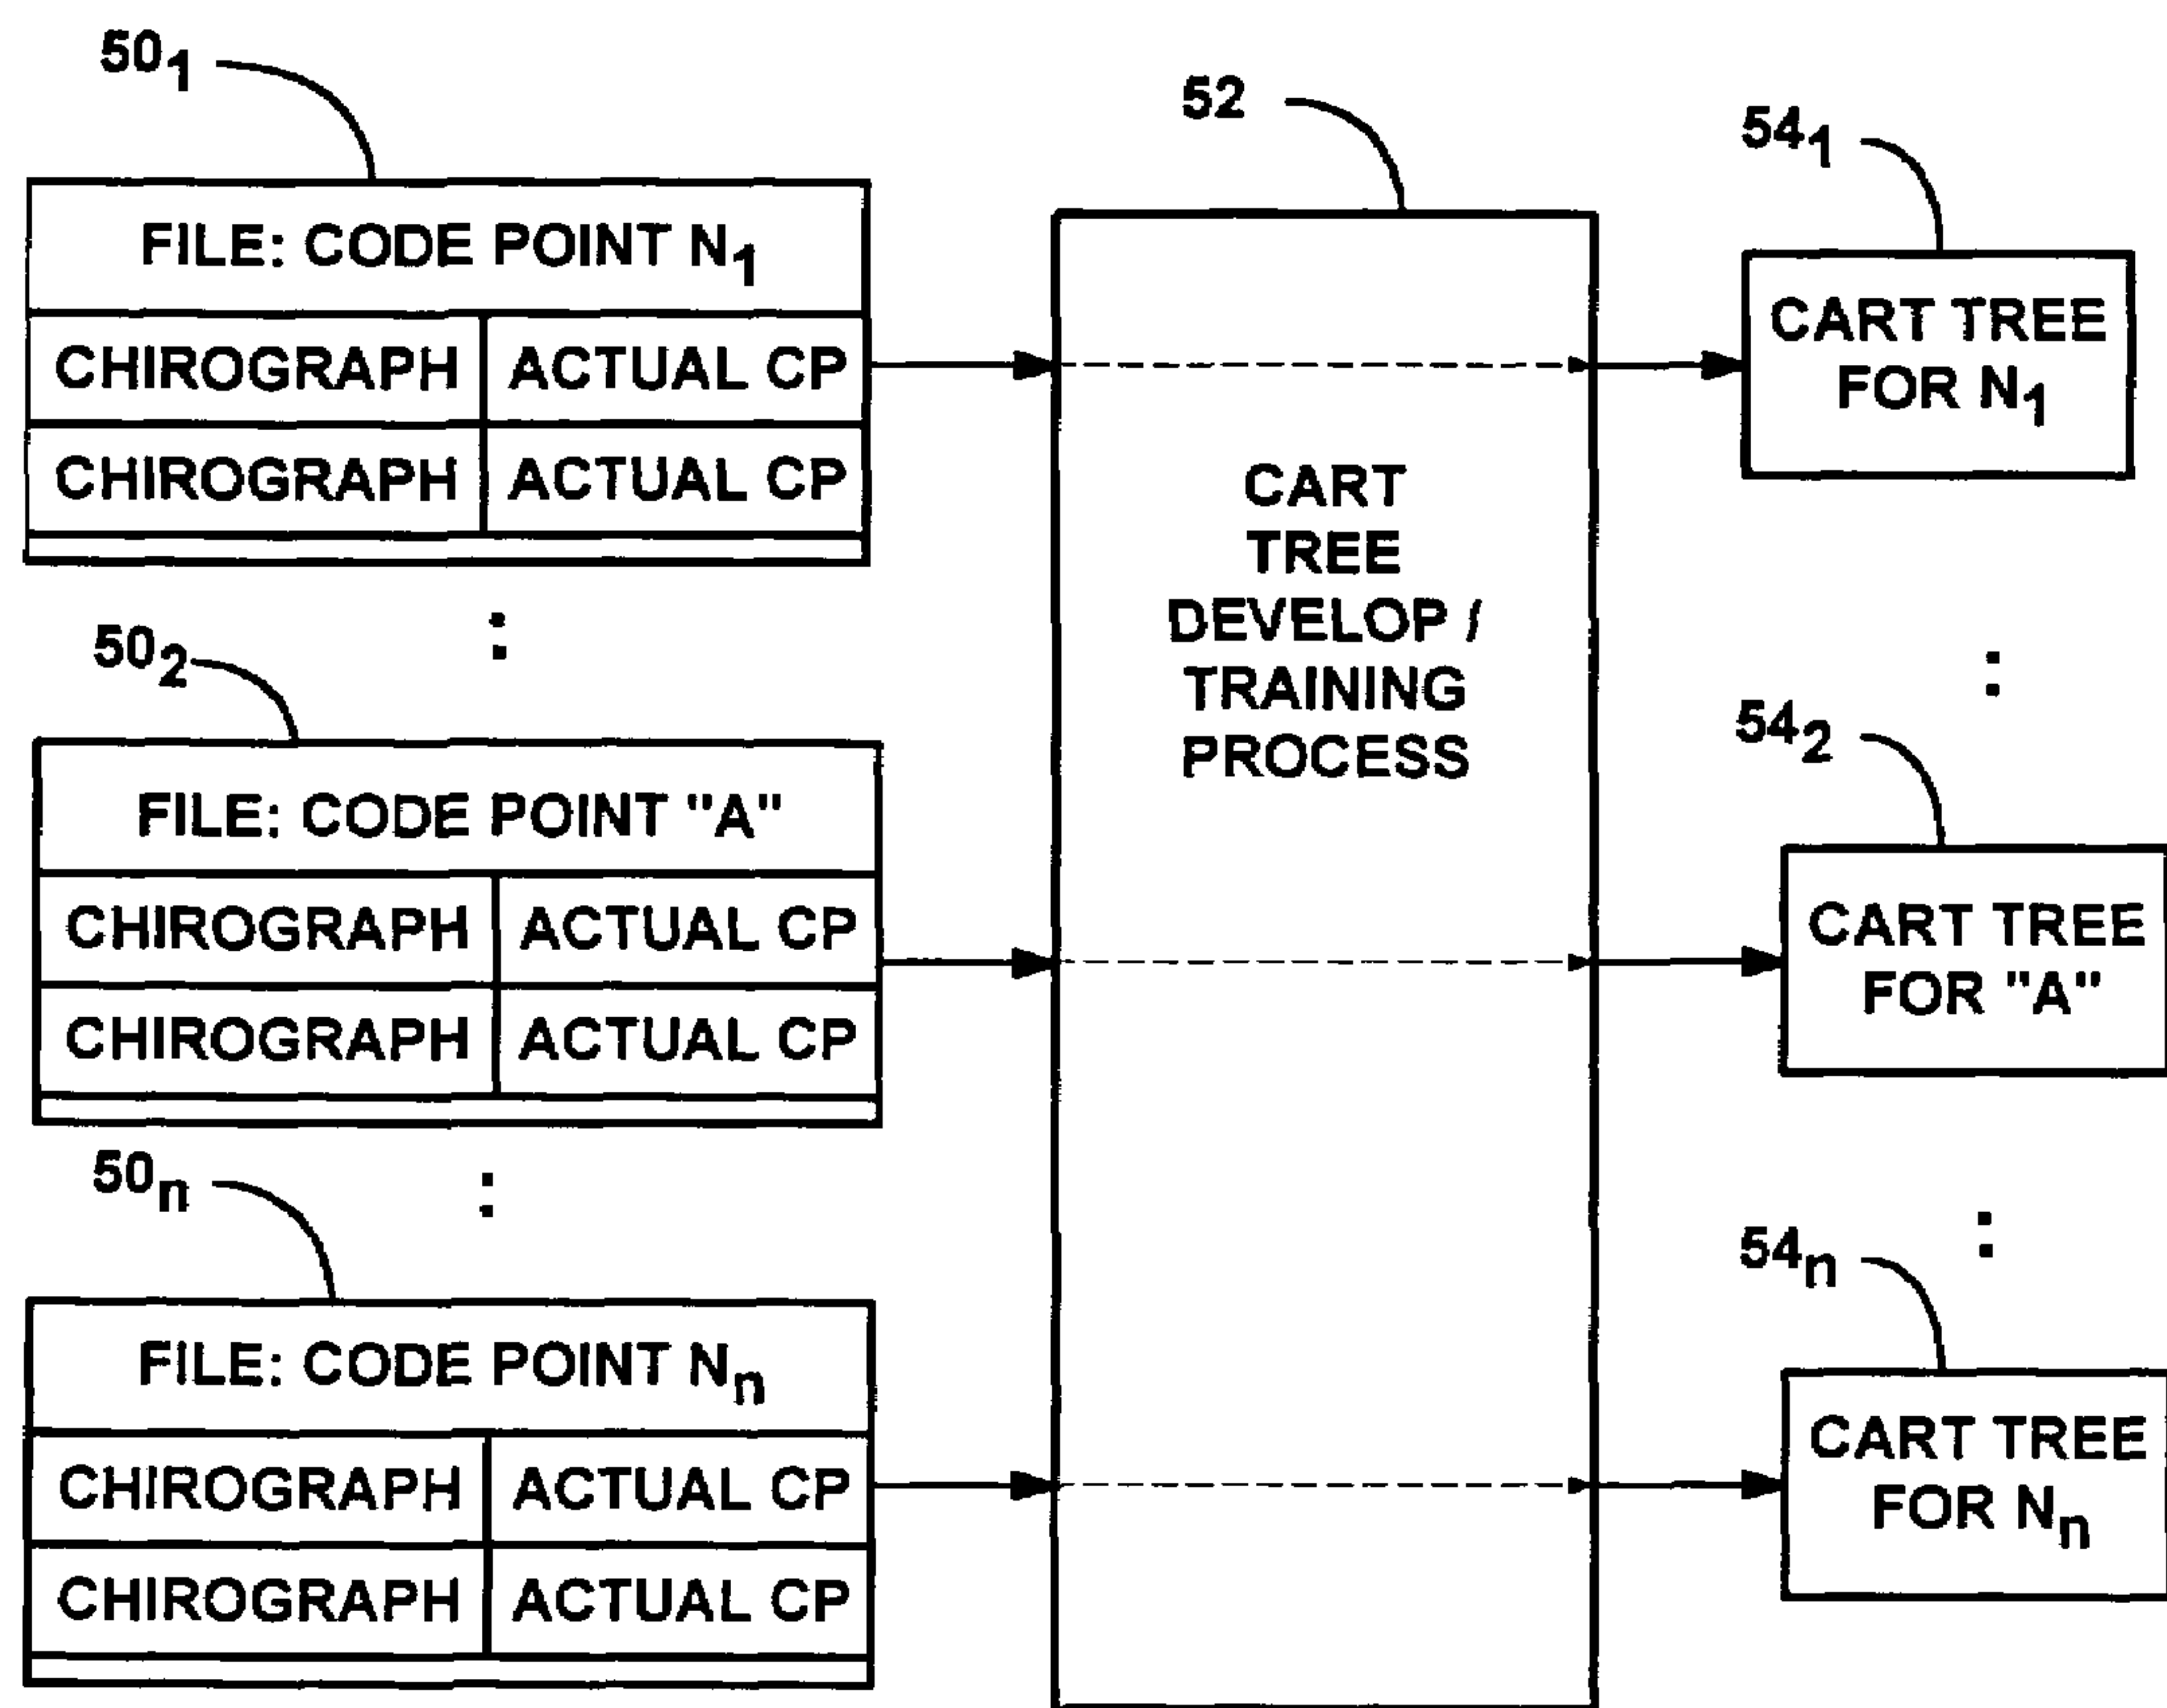 50₁
52
54₁
FILE: CODE POINT N₁
CHIROGRAPH ACTUAL CP
CHIROGRAPH ACTUAL CP
CART TREE
FOR N₁
CART
TREE
DEVELOP /
TRAINING
PROCESS
50₂
54₂
FILE: CODE POINT "A"
CHIROGRAPH ACTUAL CP
CHIROGRAPH ACTUAL CP
CART TREE
FOR "A"
50ₙ
54ₙ
FILE: CODE POINT Nₙ
CHIROGRAPH ACTUAL CP
CHIROGRAPH ACTUAL CP
CART TREE
FOR Nₙ